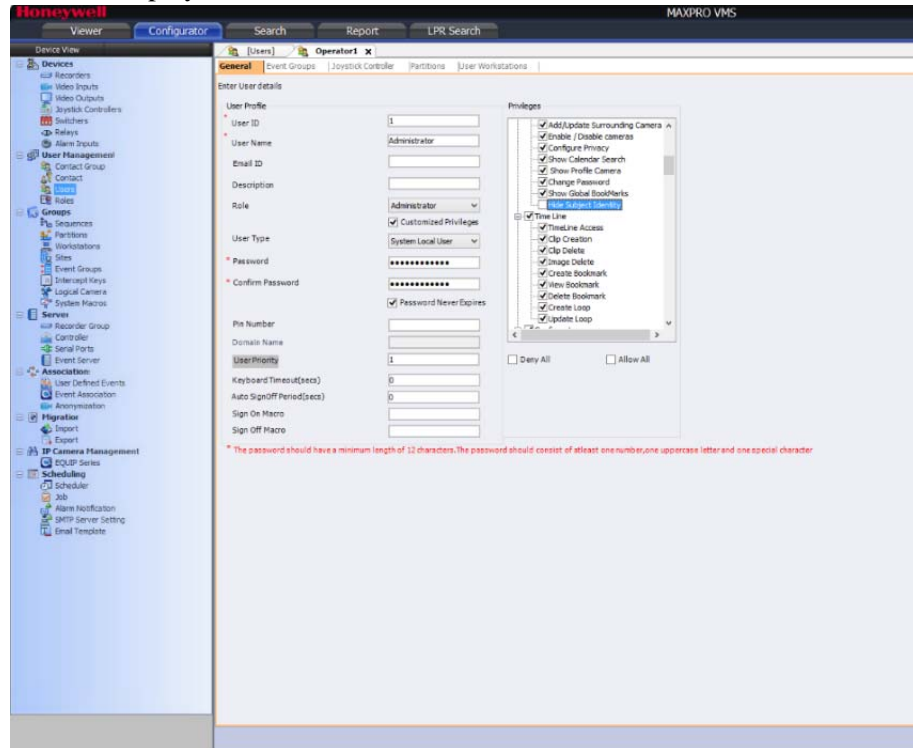 Honeywell
MAXPRO VMS
Viewer Configurator Search Report LPR Search
Device View
[Users] Operator1 x
Devices
Recorders
Video Inputs
Video Outputs
Joystick Controllers
Switchers
Relays
Alarm Inputs
User Management
Contact Group
Contact
Users
Roles
Groups
Sequences
Partitions
Workstations
Sites
Event Groups
Intercept Keys
Logical Camera
System Macros
Server
Recorder Group
Controller
Serial Ports
Event Server
Association
User Defined Events
Event Association
Anonymization
Migration
Import
Export
IP Camera Management
EQUIP Series
Scheduling
Scheduler
Job
Alarm Notification
SMTP Server Setting
Email Template
General Event Groups Joystick Controller Partitions User Workstations
Enter User details
User Profile
* User ID 1
* User Name Administrator
Email ID
Description
Role Administrator
Customized Privileges
User Type System Local User
* Password ••••••••••••
* Confirm Password ••••••••••••
Password Never Expires
Pin Number
Domain Name
User Priority 1
Keyboard Timeout(secs) 0
Auto SignOff Period(secs) 0
Sign On Macro
Sign Off Macro
Privileges
Add/Update Surrounding Camera
Enable / Disable cameras
Configure Privacy
Show Calendar Search
Show Profile Camera
Change Password
Show Global BookMarks
Hide Subject Identity
Time Line
TimeLine Access
Clip Creation
Clip Delete
Image Delete
Create Bookmark
View Bookmark
Delete Bookmark
Create Loop
Update Loop
Deny All Allow All
* The password should have a minimum length of 12 characters.The password should consist of atleast one number,one uppercase letter and one special character